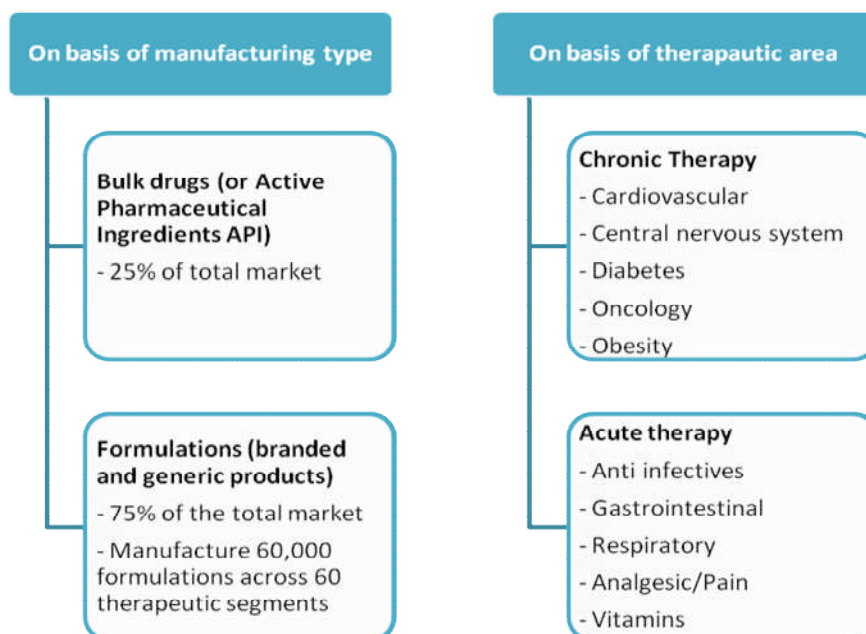 On basis of manufacturing type
Bulk drugs (or Active
Pharmaceutical
Ingredients API)
- 25% of total market
Formulations (branded
and generic products)
- 75% of the total market
- Manufacture 60,000
formulations across 60
therapeutic segments
On basis of therapautic area
Chronic Therapy
- Cardiovascular
- Central nervous system
- Diabetes
- Oncology
- Obesity
Acute therapy
- Anti infectives
- Gastrointestinal
- Respiratory
- Analgesic/Pain
- Vitamins